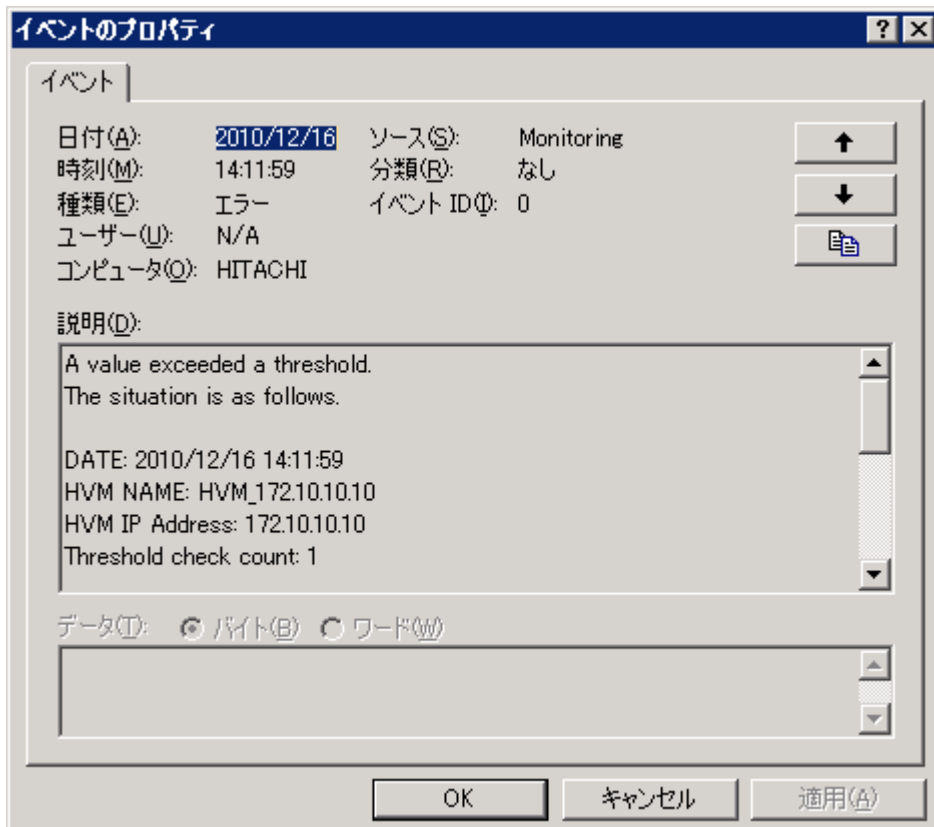 イベントのプロパティ
イベント
日付(A): 2010/12/16 ソース(S): Monitoring
時刻(M): 14:11:59 分類(R): なし
種類(E): エラー イベント ID(I): 0
ユーザー(U): N/A
コンピュータ(O): HITACHI
説明(D):
A value exceeded a threshold.
The situation is as follows.
DATE: 2010/12/16 14:11:59
HVM NAME: HVM_172.10.10.10
HVM IP Address: 172.10.10.10
Threshold check count: 1
データ(T): バイト(B) ワード(W)
OK キャンセル 適用(A)